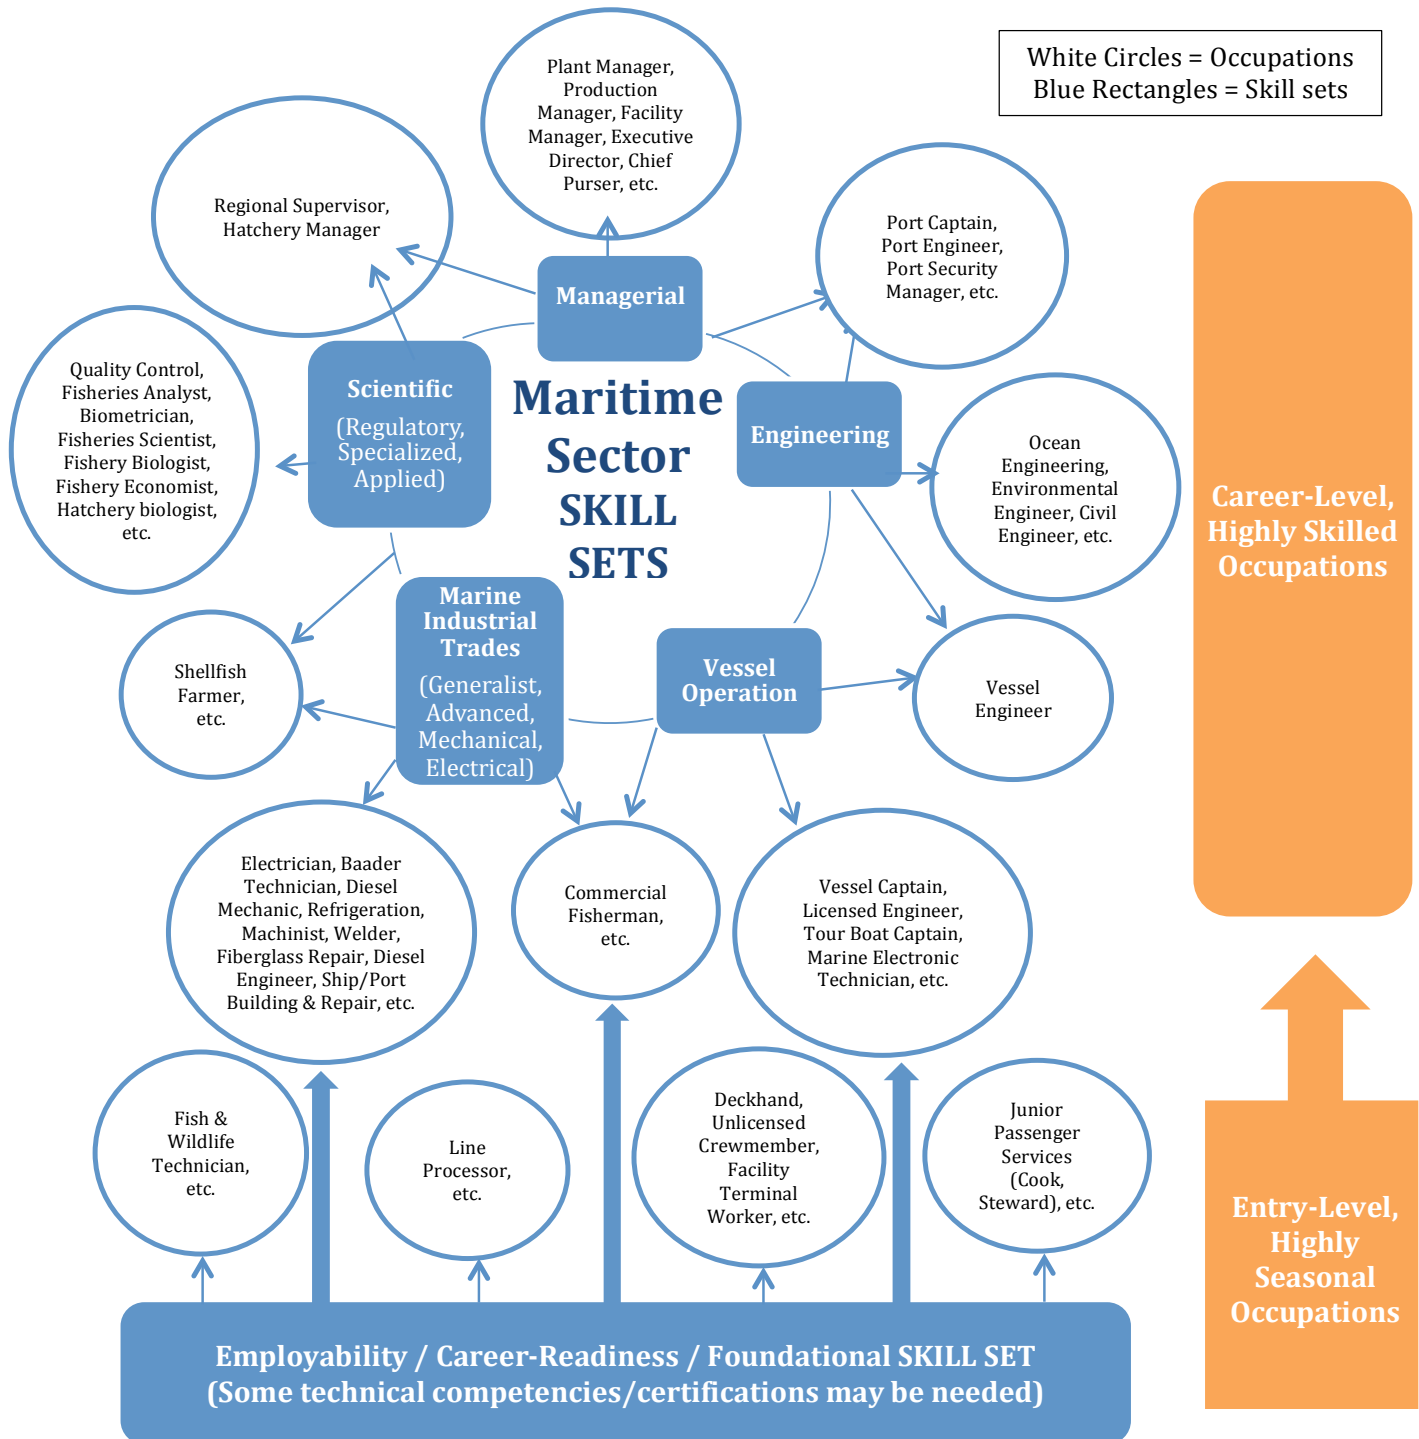 White Circles = Occupations
Blue Rectangles = Skill sets
Plant Manager,
Production
Manager, Facility
Manager, Executive
Director, Chief
Purser, etc.
Regional Supervisor,
Hatchery Manager
Port Captain,
Port Engineer,
Port Security
Manager, etc.
Managerial
Quality Control,
Fisheries Analyst,
Biometrician,
Fisheries Scientist,
Fishery Biologist,
Fishery Economist,
Hatchery biologist,
etc.
Scientific
(Regulatory,
Specialized,
Applied)
Maritime
Sector
SKILL
SETS
Engineering
Ocean
Engineering,
Environmental
Engineer, Civil
Engineer, etc.
Career-Level,
Highly Skilled
Occupations
Shellfish
Farmer,
etc.
Marine
Industrial
Trades
(Generalist,
Advanced,
Mechanical,
Electrical)
Vessel
Operation
Vessel
Engineer
Electrician, Baader
Technician, Diesel
Mechanic, Refrigeration,
Machinist, Welder,
Fiberglass Repair, Diesel
Engineer, Ship/Port
Building & Repair, etc.
Commercial
Fisherman,
etc.
Vessel Captain,
Licensed Engineer,
Tour Boat Captain,
Marine Electronic
Technician, etc.
Fish &
Wildlife
Technician,
etc.
Line
Processor,
etc.
Deckhand,
Unlicensed
Crewmember,
Facility
Terminal
Worker, etc.
Junior
Passenger
Services
(Cook,
Steward), etc.
Entry-Level,
Highly
Seasonal
Occupations
Employability / Career-Readiness / Foundational SKILL SET
(Some technical competencies/certifications may be needed)